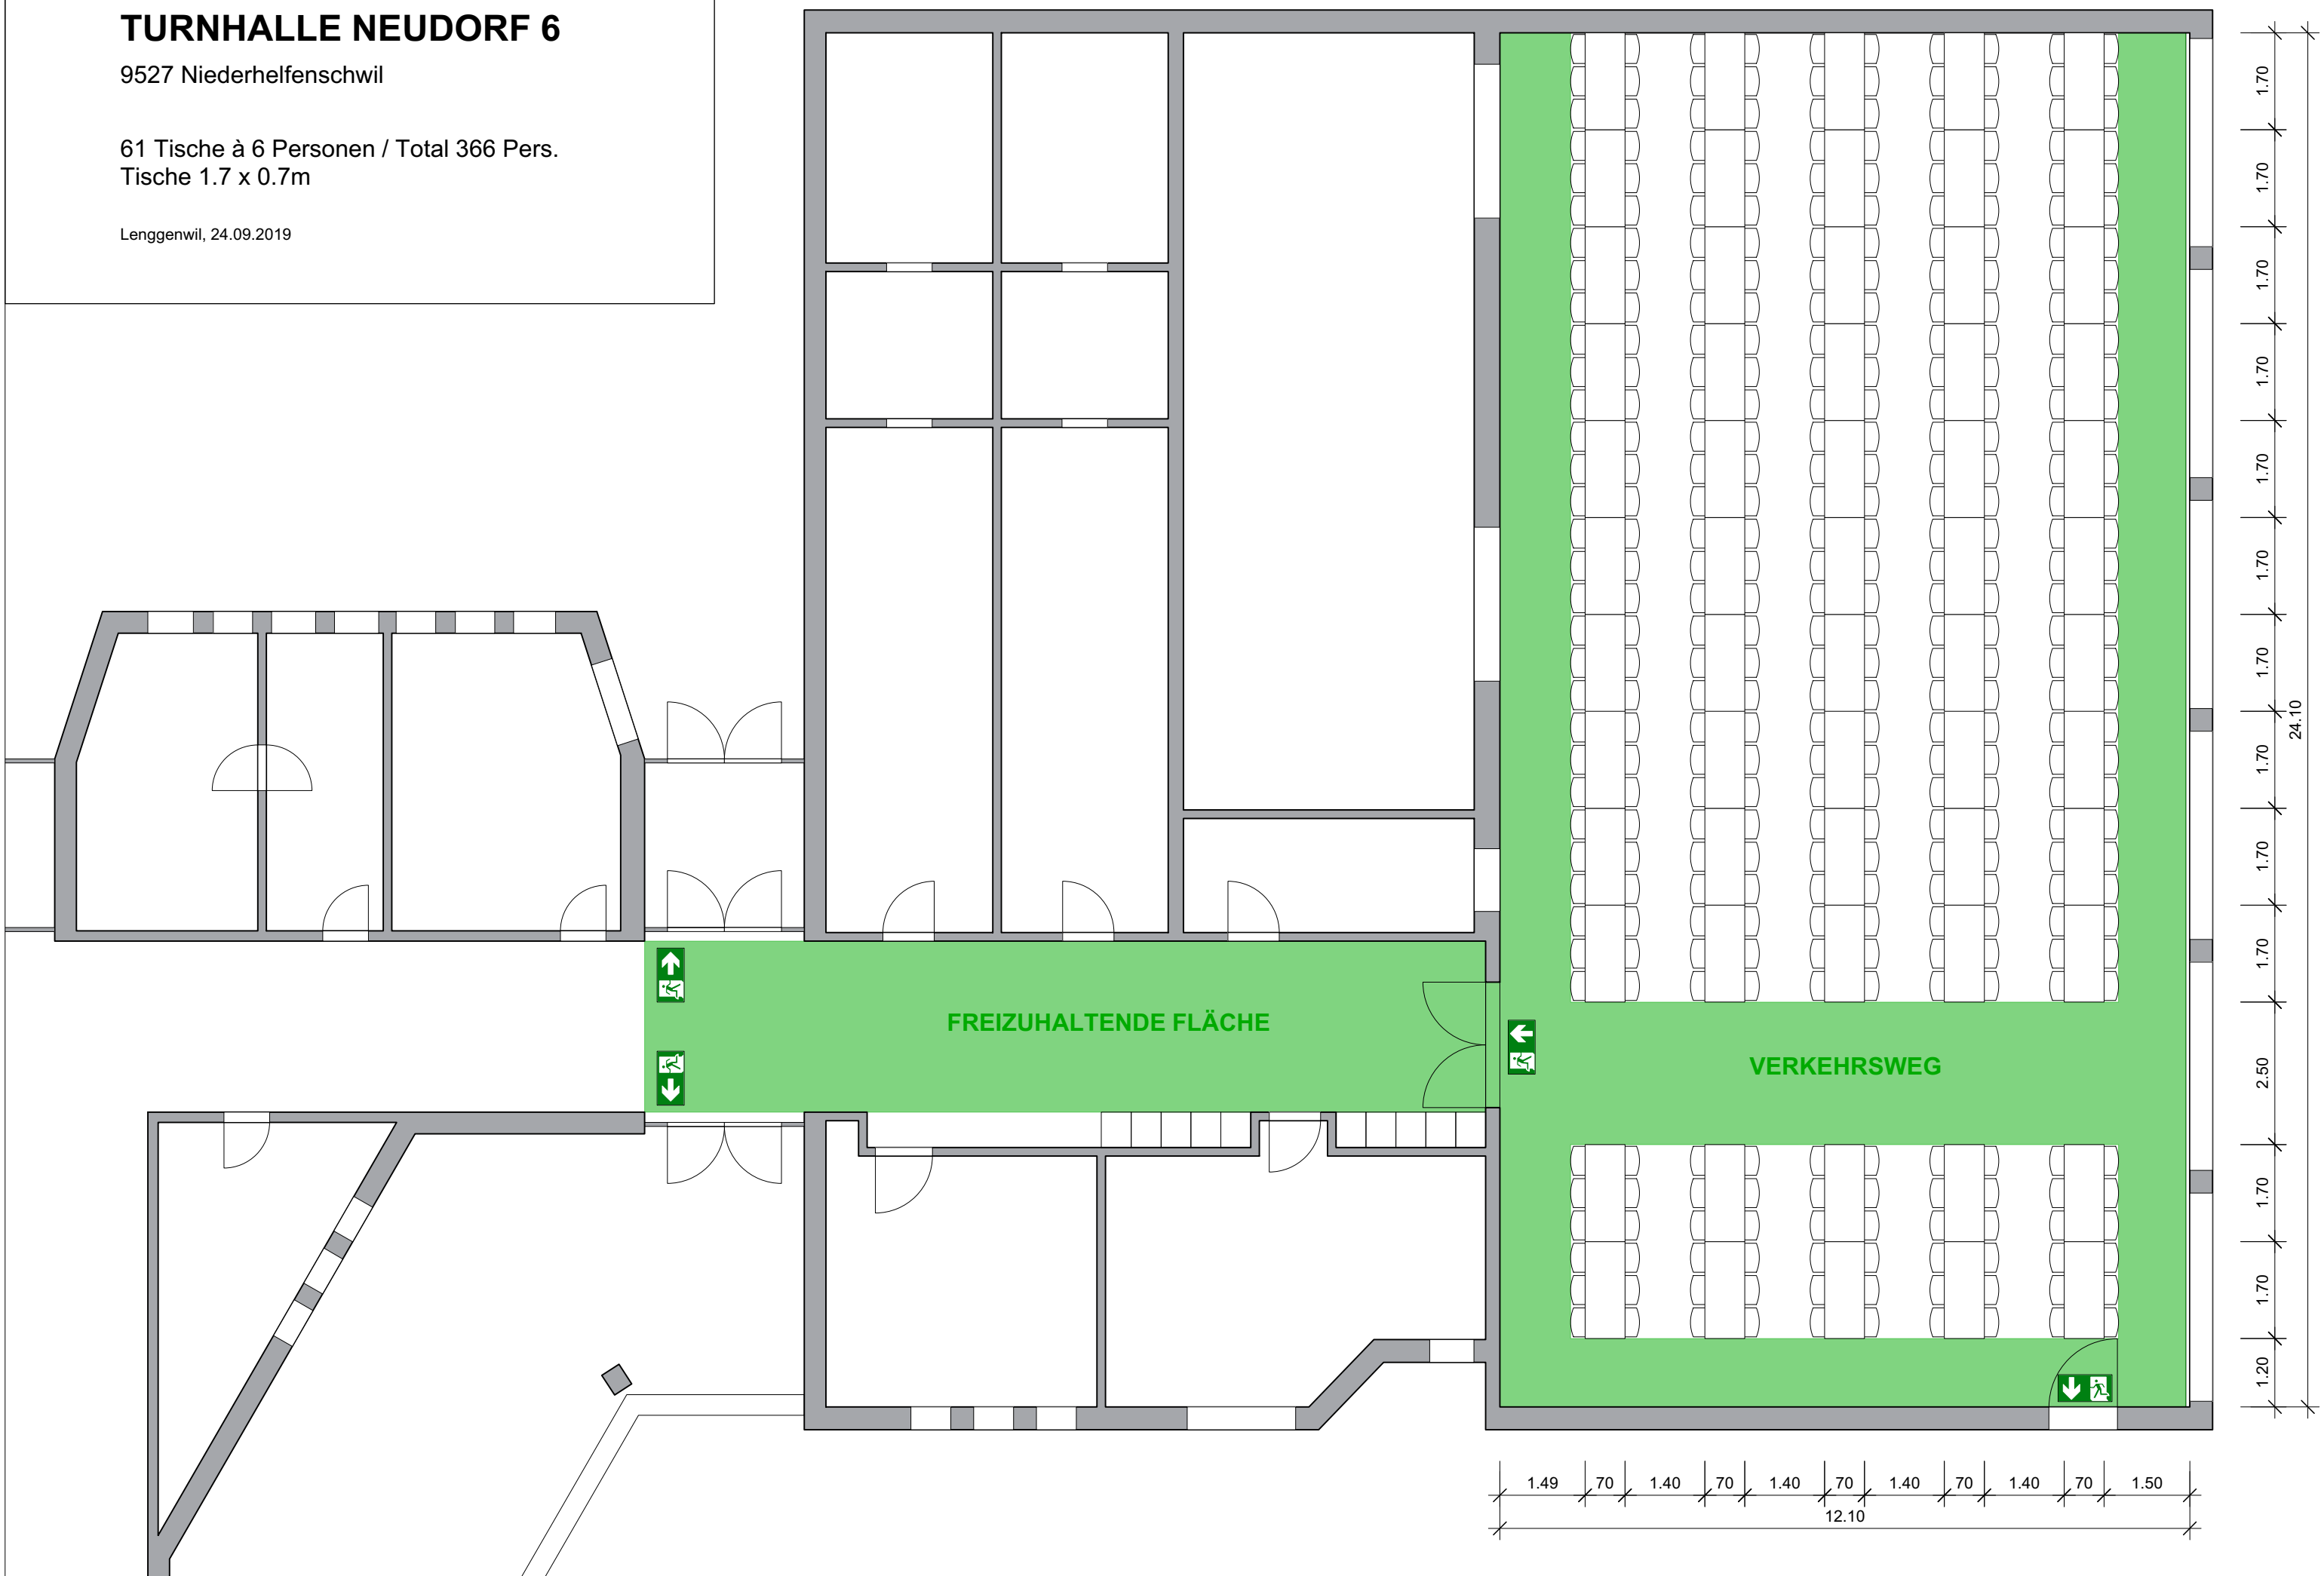 TURNHALLE NEUDORF 6
9527 Niederhelfenschwil
61 Tische à 6 Personen / Total 366 Pers.
Tische 1.7 x 0.7m
Lenggenwil, 24.09.2019
FREIZUHALTENDE FLÄCHE
VERKEHRSWEG
1.70
1.70
1.70
1.70
1.70
1.70
1.70
1.70
1.70
1.70
2.50
1.70
1.70
1.20
24.10
1.49 70 1.40 70 1.40 70 1.40 70 1.40 70 1.50
12.10